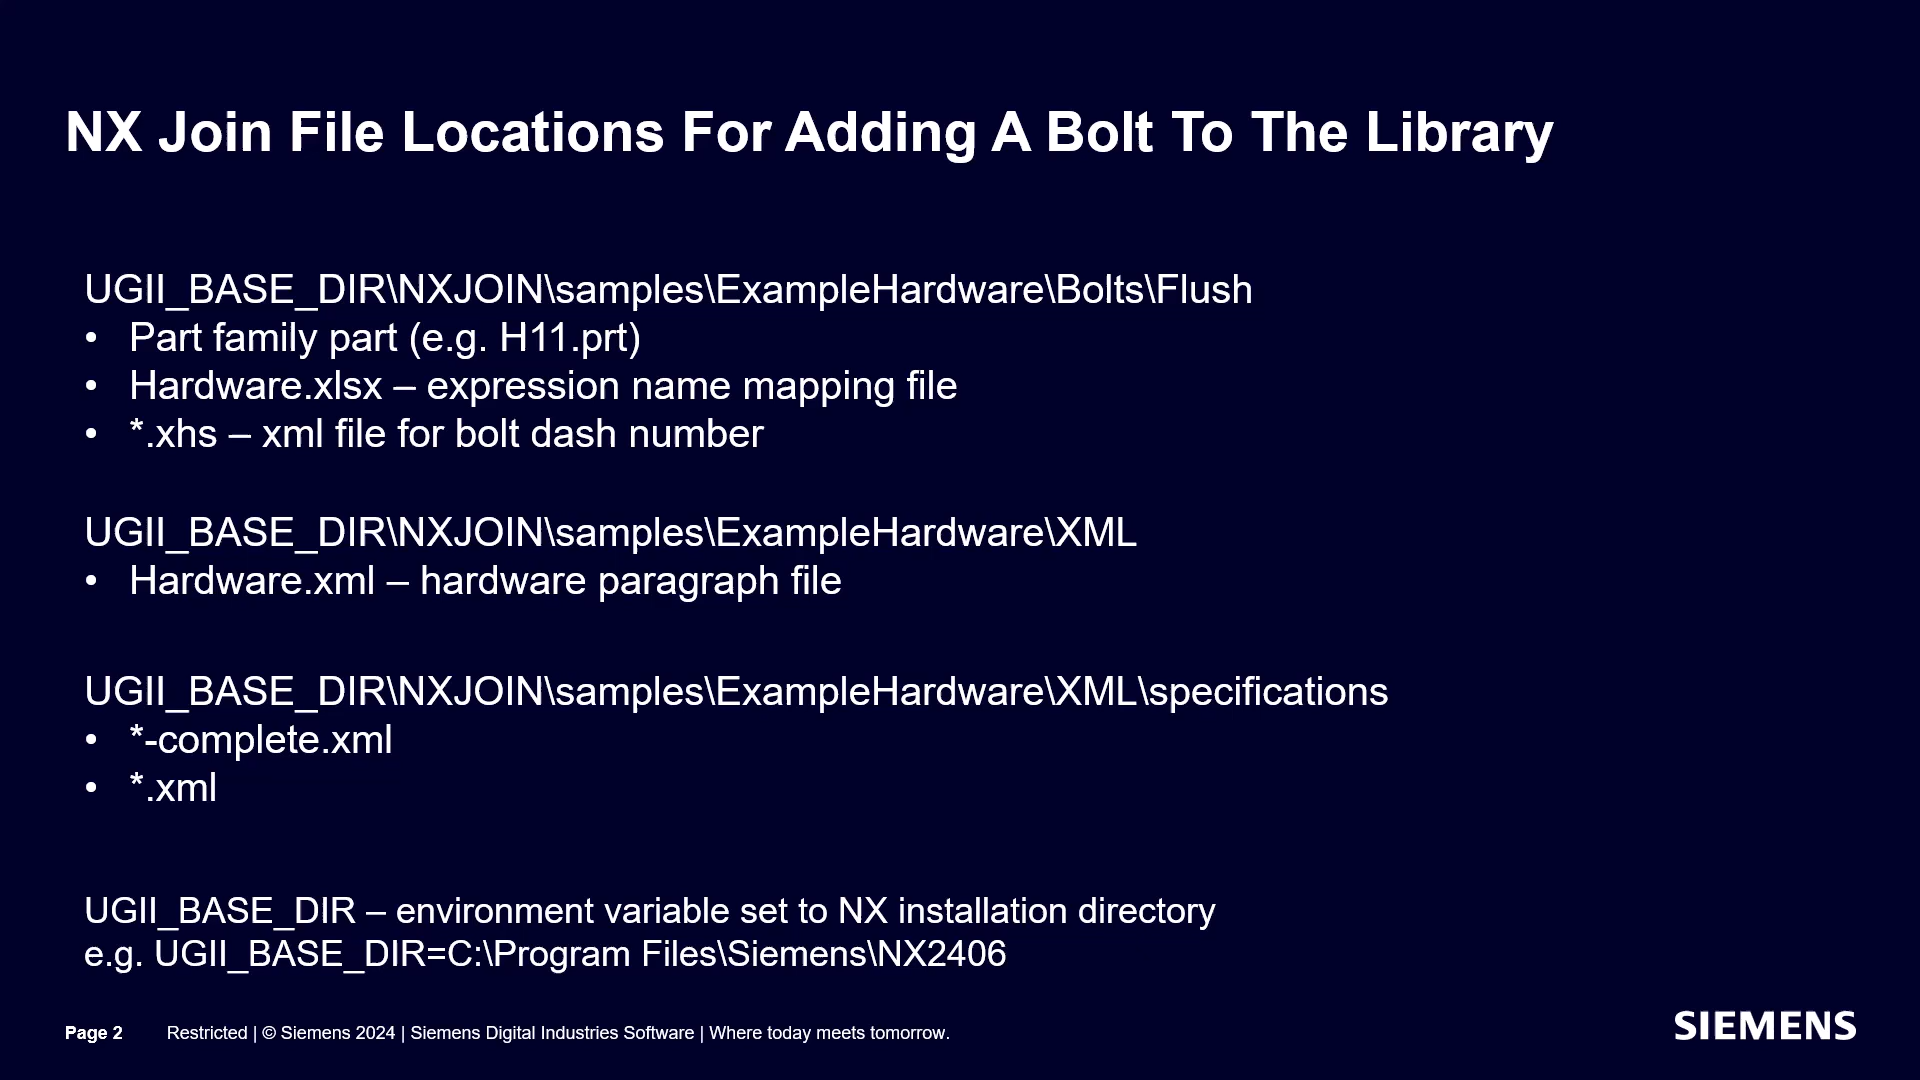 NX Join File Locations For Adding A Bolt To The Library
UGII_BASE_DIR\NXJOIN\samples\ExampleHardware\Bolts\Flush
• Part family part (e.g. H11.prt)
• Hardware.xlsx – expression name mapping file
• *.xhs – xml file for bolt dash number
UGII_BASE_DIR\NXJOIN\samples\ExampleHardware\XML
• Hardware.xml – hardware paragraph file
UGII_BASE_DIR\NXJOIN\samples\ExampleHardware\XML\specifications
• *-complete.xml
• *.xml
UGII_BASE_DIR – environment variable set to NX installation directory
e.g. UGII_BASE_DIR=C:\Program Files\Siemens\NX2406
Page 2 Restricted | © Siemens 2024 | Siemens Digital Industries Software | Where today meets tomorrow.
SIEMENS